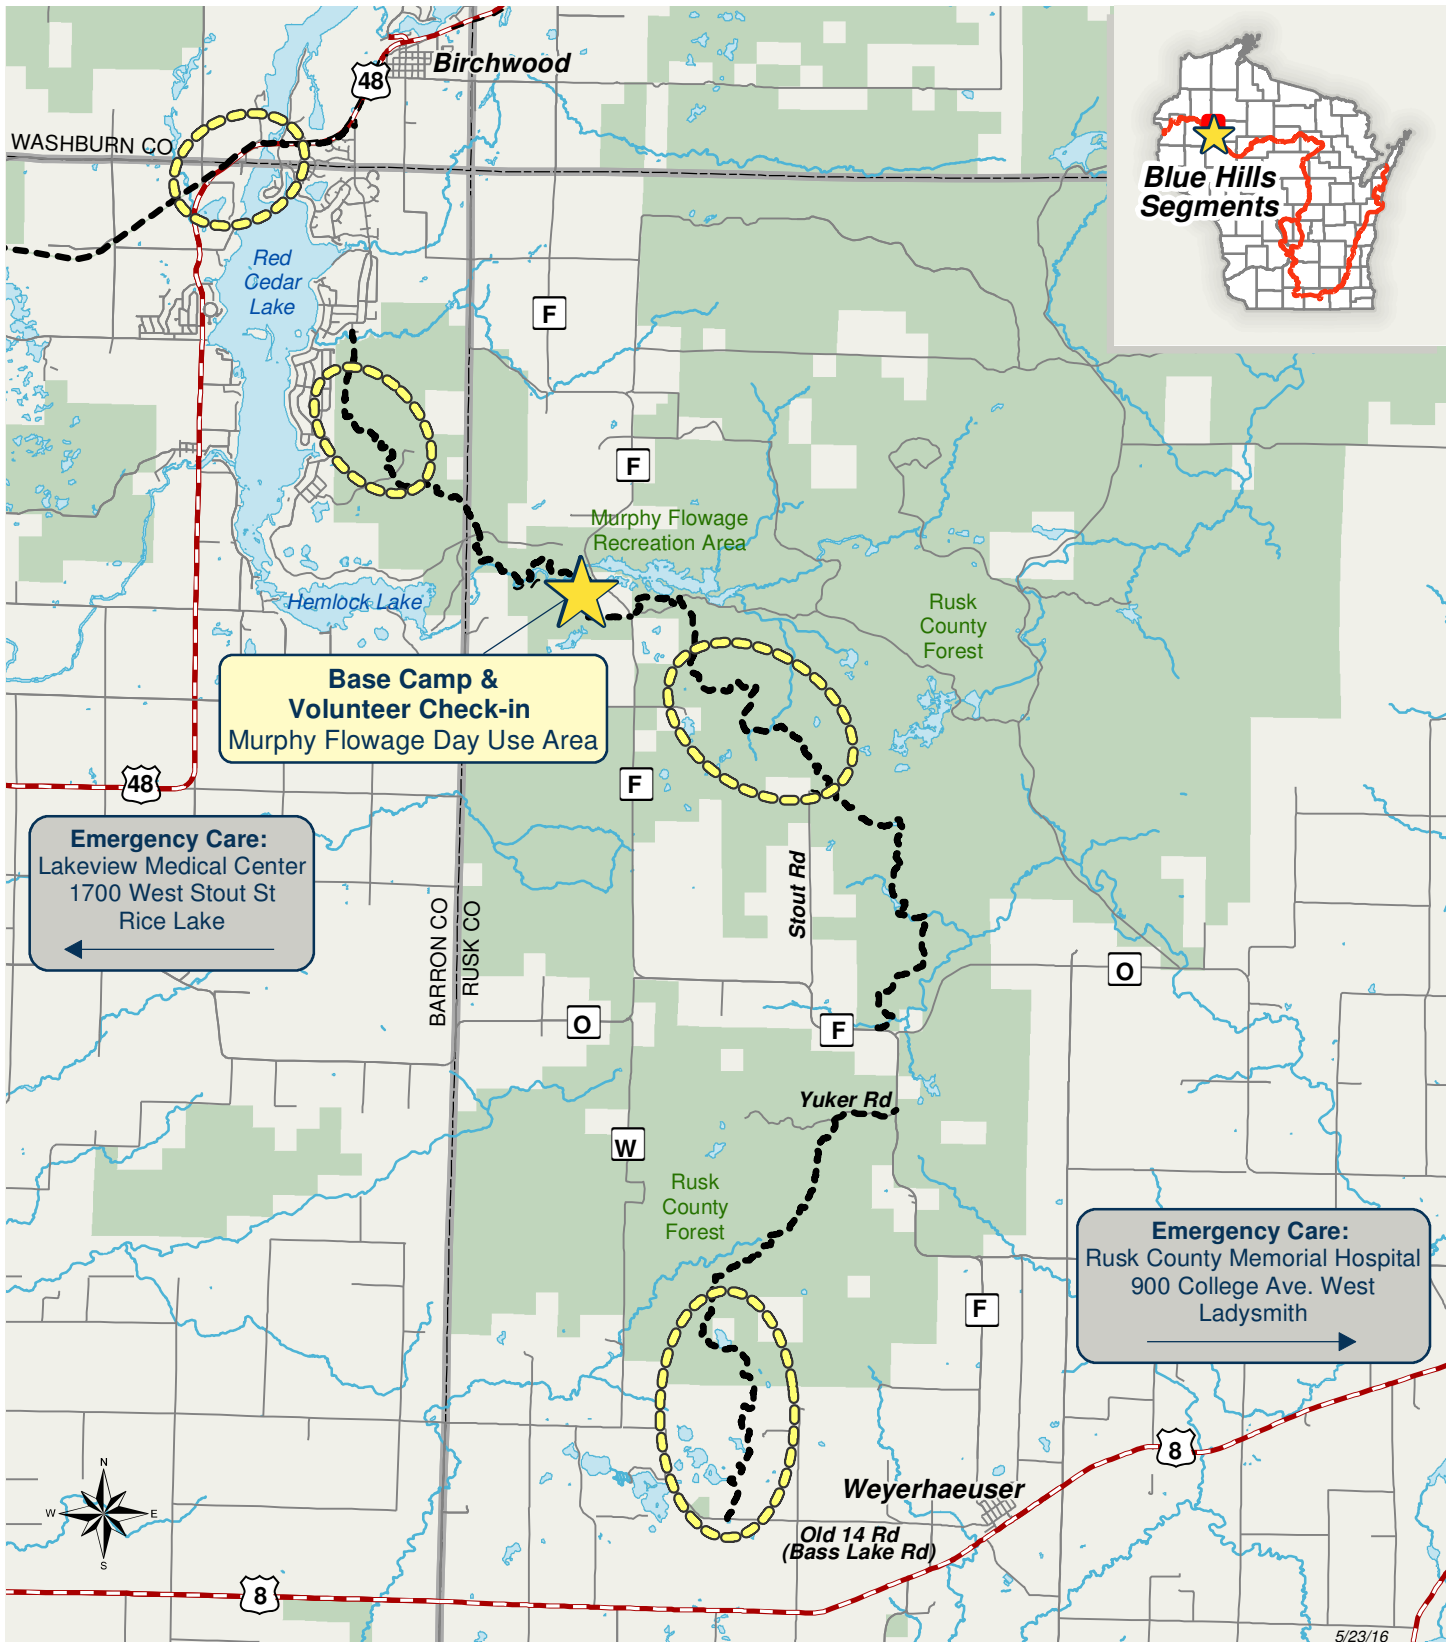 Birchwood
48
WASHBURN CO
Blue Hills
Segments
Red
Cedar
Lake
F
F
Murphy Flowage
Recreation Area
Hemlock Lake
Rusk
County
Forest
Base Camp &
Volunteer Check-in
Murphy Flowage Day Use Area
F
48
Emergency Care:
Lakeview Medical Center
1700 West Stout St
Rice Lake
Stout Rd
BARRON CO
RUSK CO
O
O
F
Yuker Rd
W
Rusk
County
Forest
Emergency Care:
Rusk County Memorial Hospital
900 College Ave. West
Ladysmith
F
8
Weyerhaeuser
N
W
E
S
Old 14 Rd
(Bass Lake Rd)
8
5/23/16